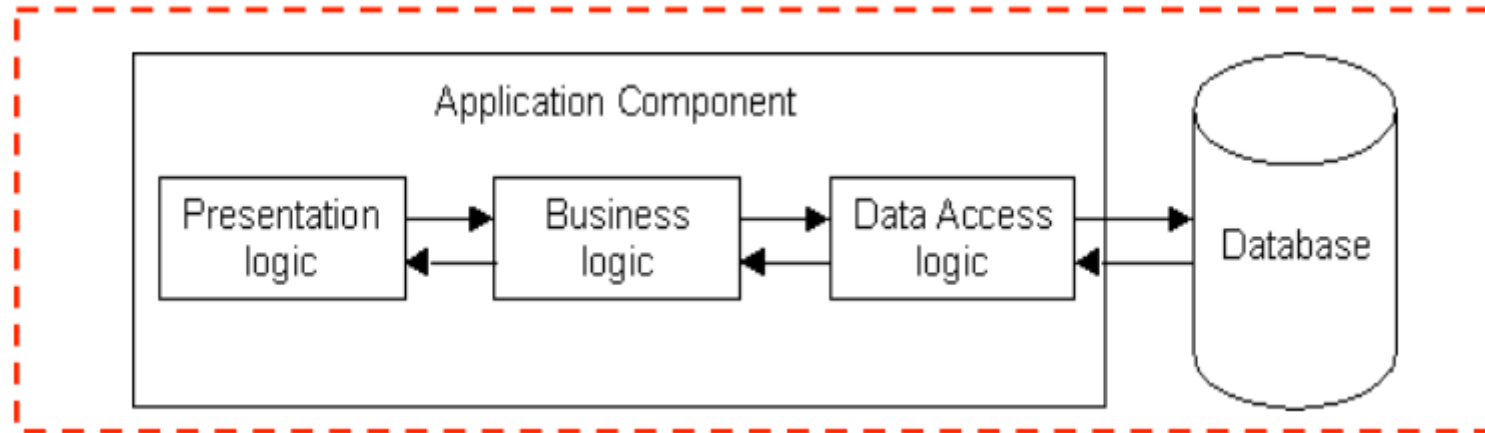 Application Component
Presentation
logic
Business
logic
Data Access
logic
Database